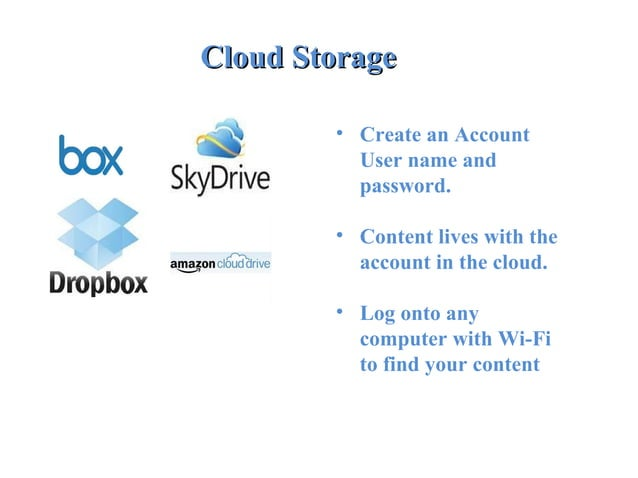 Cloud Storage
box
SkyDrive
Dropbox
amazon cloud drive
• Create an Account
User name and
password.
• Content lives with the
account in the cloud.
• Log onto any
computer with Wi-Fi
to find your content